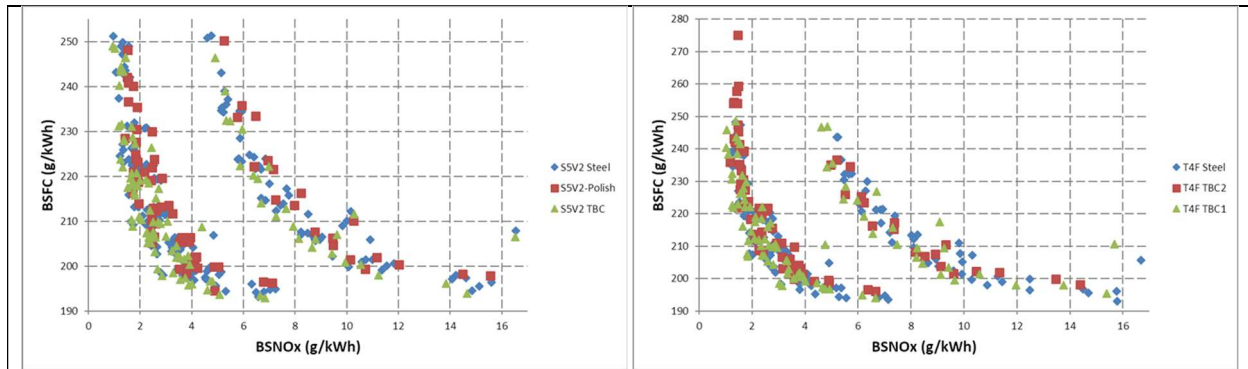 250
240
230
220
210
200
190
BSFC (g/kWh)
0 2 4 6 8 10 12 14 16
BSNOx (g/kWh)
S5V2 Steel
S5V2-Polish
S5V2 TBC
280
270
260
250
240
230
220
210
200
190
BSFC (g/kWh)
0 2 4 6 8 10 12 14 16
BSNOx (g/kWh)
T4F Steel
T4F TBC2
T4F TBC1